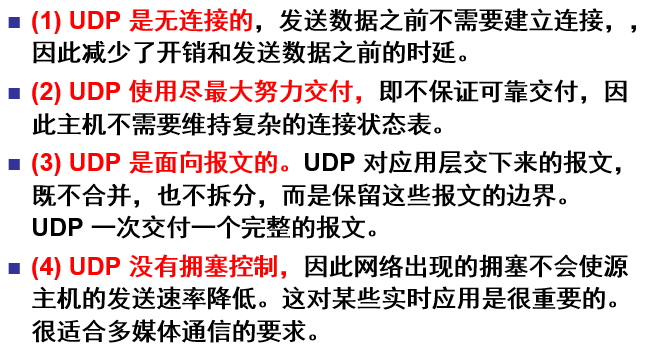 (1) UDP 是无连接的，发送数据之前不需要建立连接，，
因此减少了开销和发送数据之前的时延。
(2) UDP 使用尽最大努力交付，即不保证可靠交付，因
此主机不需要维持复杂的连接状态表。
(3) UDP 是面向报文的。UDP 对应用层交下来的报文，
既不合并，也不拆分，而是保留这些报文的边界。
UDP 一次交付一个完整的报文。
(4) UDP 没有拥塞控制，因此网络出现的拥塞不会使源
主机的发送速率降低。这对某些实时应用是很重要的。
很适合多媒体通信的要求。